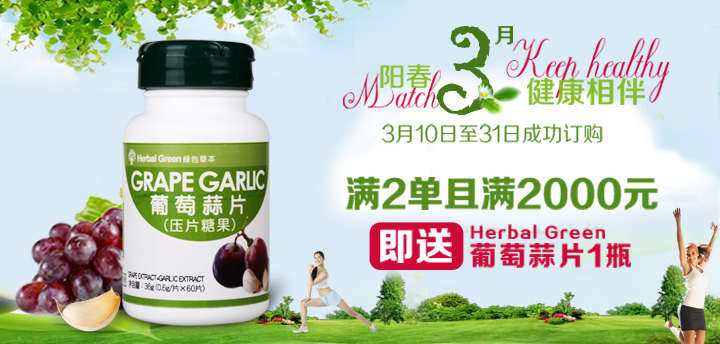 阳春3月
Match
Keep healthy
健康相伴
3月10日至31日成功订购
满2单且满2000元
即送
Herbal Green
葡萄蒜片1瓶
Herbal Green 绿色草本
GRAPE GARLIC
葡萄蒜片
(压片糖果)
GRAPE EXTRACT+GARLIC EXTRACT
净含量:36g (0.6g/片×60片)